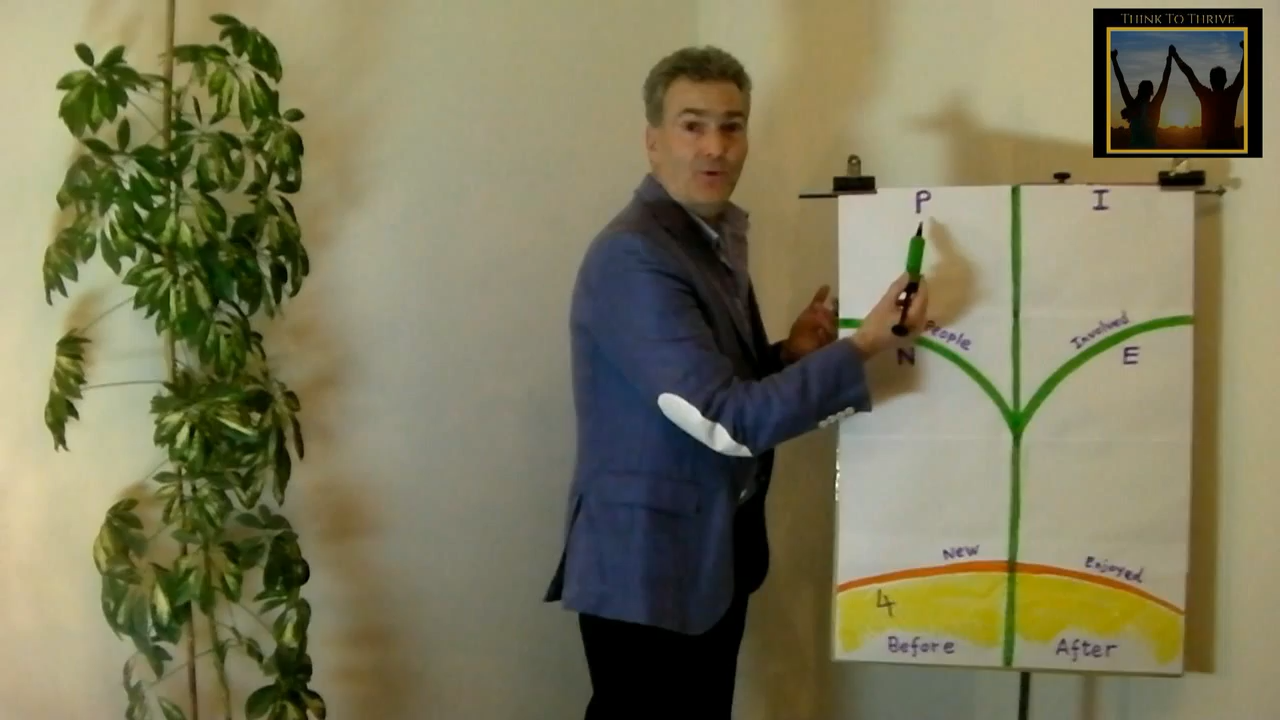 THINK TO THRIVE
P I
People Involved
N E
New Enjoyed
4
Before After